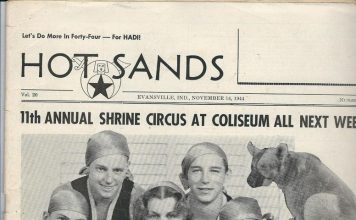 Let's Do More In Forty-Four — For HADI!
HOT SANDS
Vol. 20 EVANSVILLE, IND., NOVEMBER 14, 1944
11th ANNUAL SHRINE CIRCUS AT COLISEUM ALL NEXT WEE